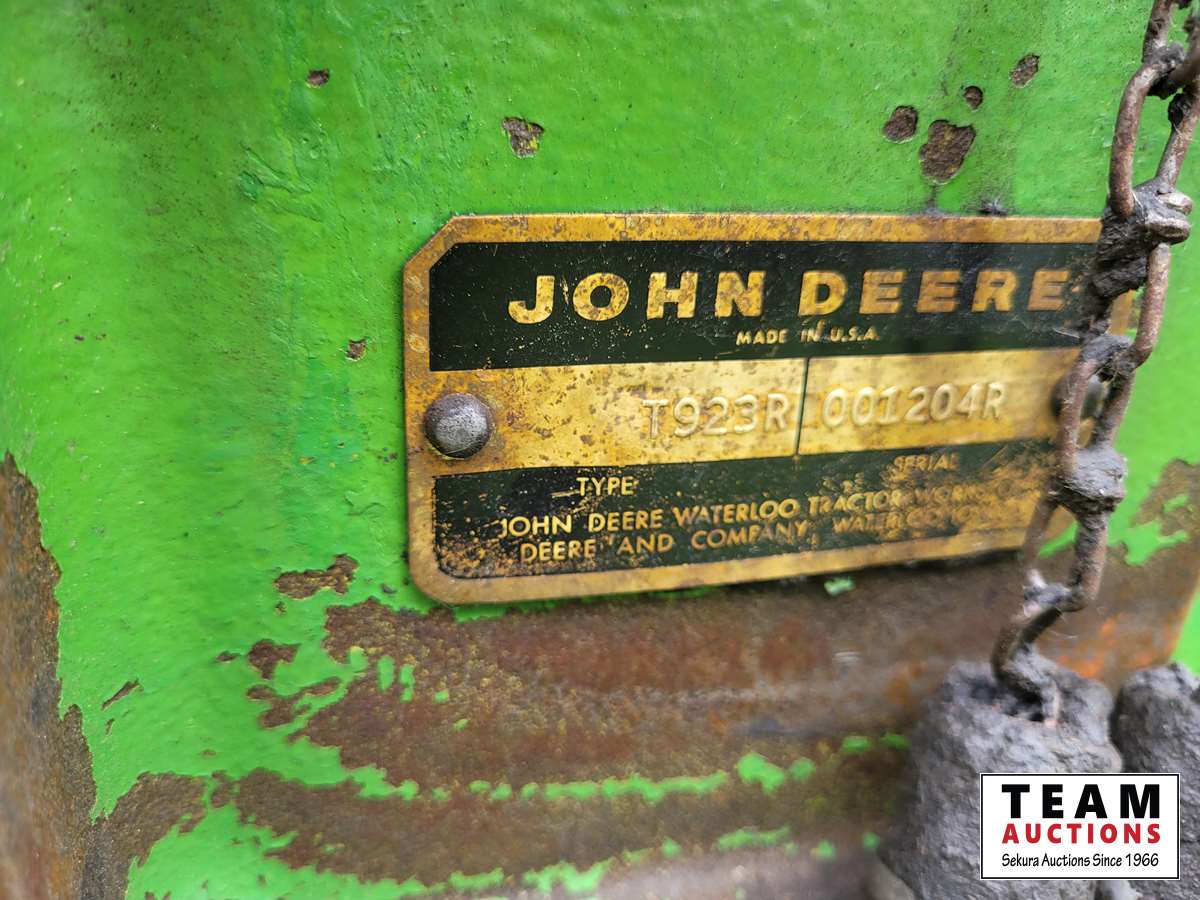 JOHN DEERE
MADE IN U.S.A.
T923R 001204R
TYPE SERIAL
JOHN DEERE WATERLOO TRACTOR WORKS
DEERE AND COMPANY, WATERLOO
TEAM
AUCTIONS
Sekura Auctions Since 1966